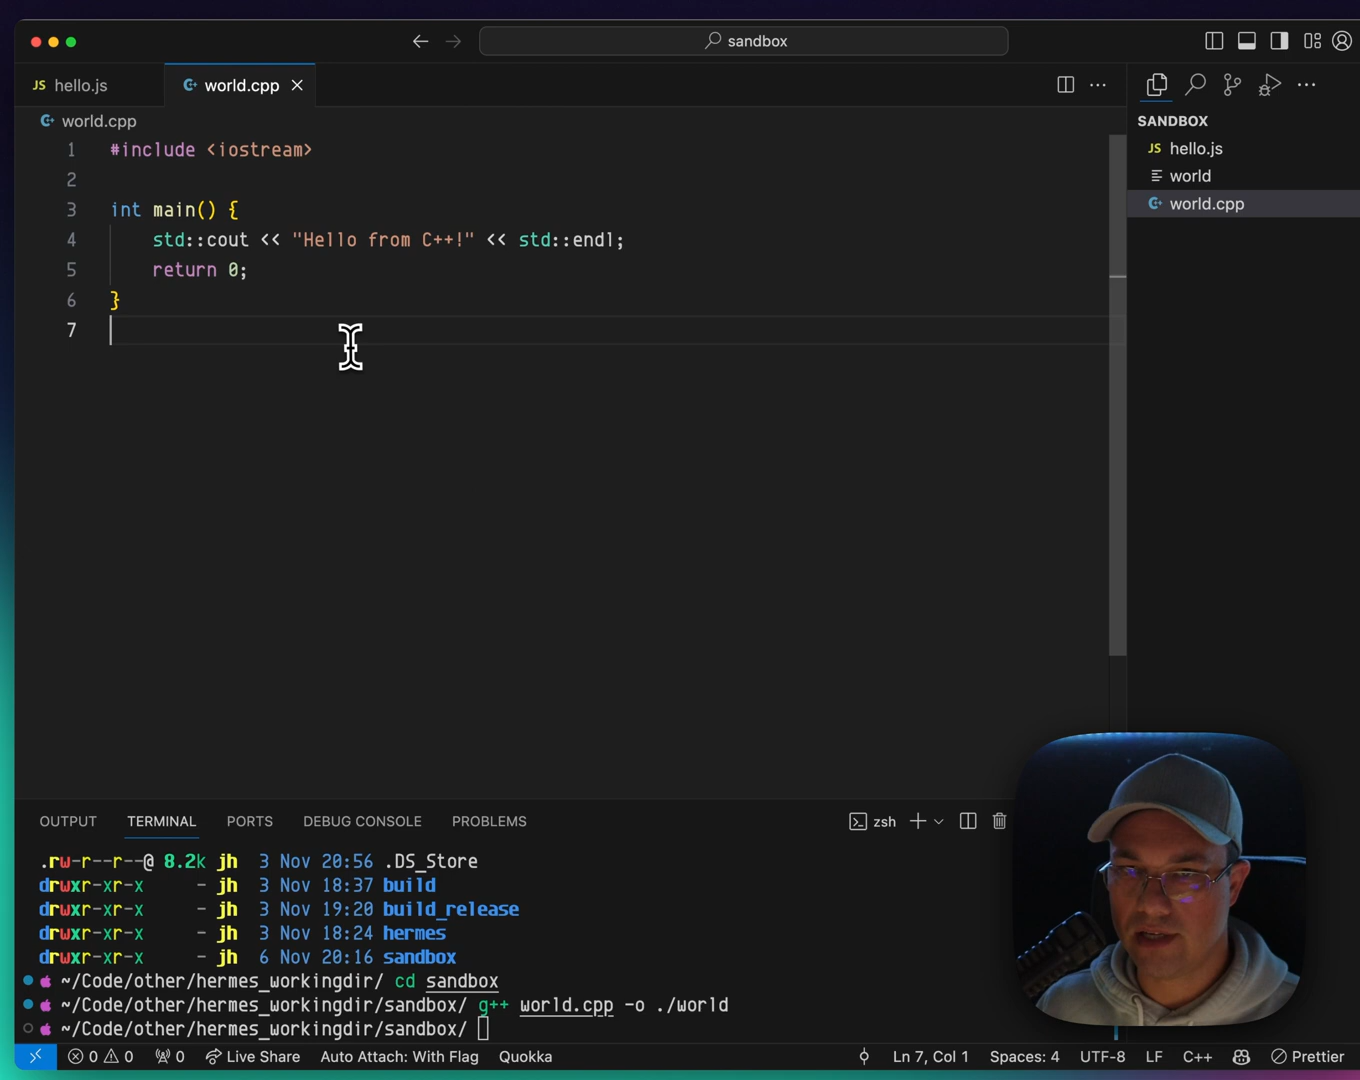 sandbox
JS hello.js
world.cpp
world.cpp
1 #include <iostream>
2
3 int main() {
4 std::cout << "Hello from C++!" << std::endl;
5 return 0;
6 }
7
SANDBOX
JS hello.js
world
world.cpp
OUTPUT TERMINAL PORTS DEBUG CONSOLE PROBLEMS zsh
.rw-r--r--@ 8.2k jh 3 Nov 20:56 .DS_Store
drwxr-xr-x - jh 3 Nov 18:37 build
drwxr-xr-x - jh 3 Nov 19:20 build_release
drwxr-xr-x - jh 3 Nov 18:24 hermes
drwxr-xr-x - jh 6 Nov 20:16 sandbox
~/Code/other/hermes_workingdir/ cd sandbox
~/Code/other/hermes_workingdir/sandbox/ g++ world.cpp -o ./world
~/Code/other/hermes_workingdir/sandbox/
0 0 0 Live Share Auto Attach: With Flag Quokka Ln 7, Col 1 Spaces: 4 UTF-8 LF C++ Prettier